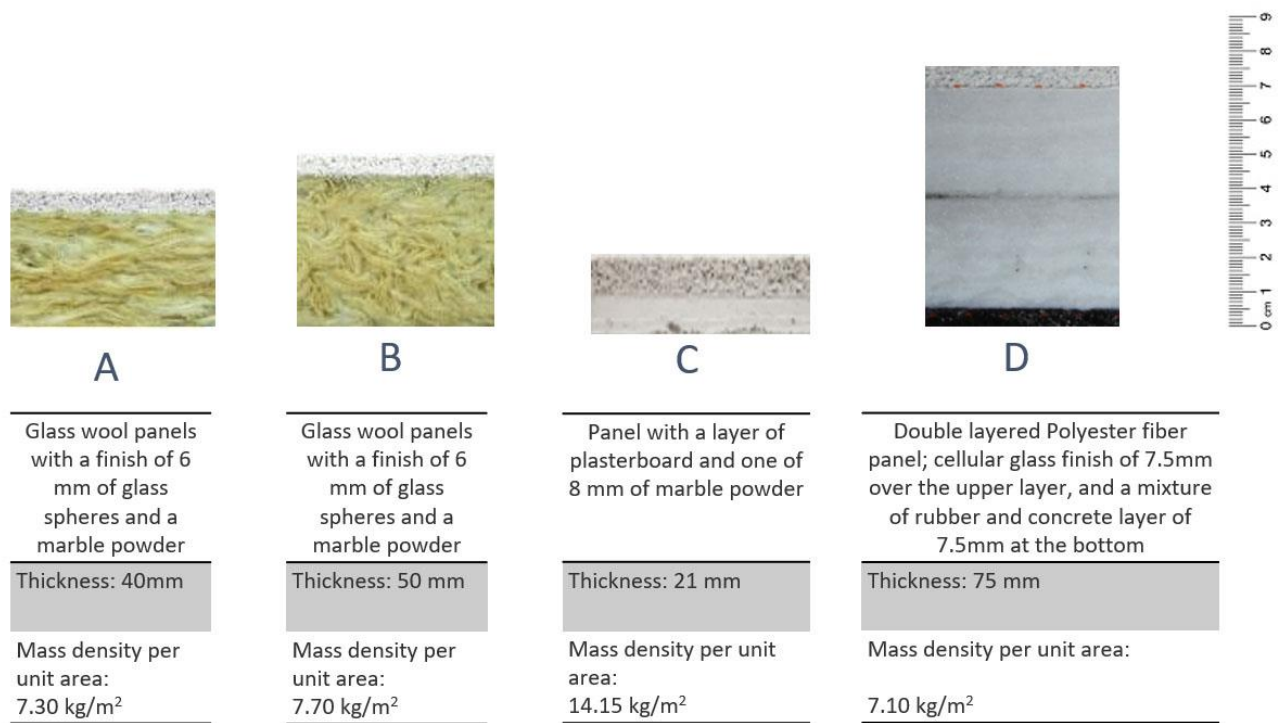 9
8
7
6
5
4
3
2
1
0 cm
A
B
C
D
Glass wool panels
with a finish of 6
mm of glass
spheres and a
marble powder
Glass wool panels
with a finish of 6
mm of glass
spheres and a
marble powder
Panel with a layer of
plasterboard and one of
8 mm of marble powder
Double layered Polyester fiber
panel; cellular glass finish of 7.5mm
over the upper layer, and a mixture
of rubber and concrete layer of
7.5mm at the bottom
Thickness: 40mm
Thickness: 50 mm
Thickness: 21 mm
Thickness: 75 mm
Mass density per
unit area:
7.30 kg/m²
Mass density per
unit area:
7.70 kg/m²
Mass density per unit
area:
14.15 kg/m²
Mass density per unit area:
7.10 kg/m²